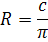 R = c/π